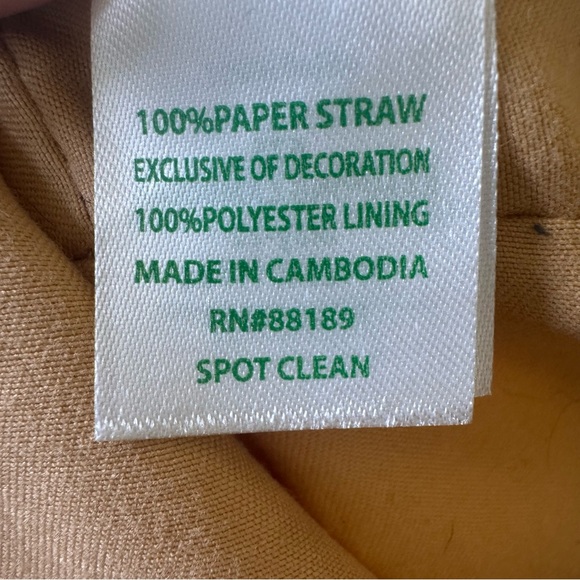 100%PAPER STRAW
EXCLUSIVE OF DECORATION
100%POLYESTER LINING
MADE IN CAMBODIA
RN#88189
SPOT CLEAN